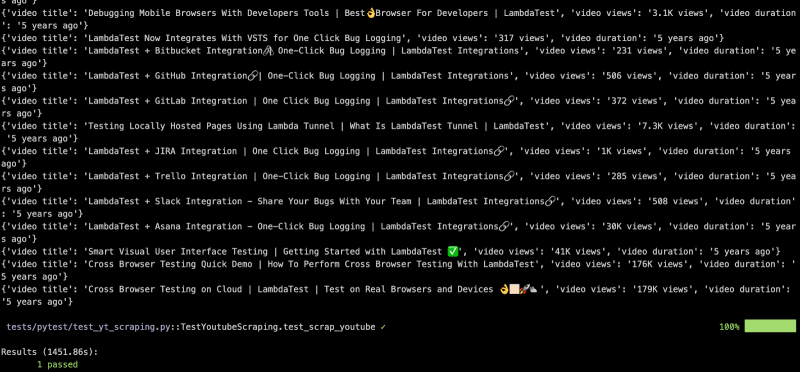 s ago'}
{'video title': 'Debugging Mobile Browsers With Developers Tools | Best👌Browser For Developers | LambdaTest', 'video views': '3.1K views', 'video duration
': '5 years ago'}
{'video title': 'LambdaTest Now Integrates With VSTS for One Click Bug Logging', 'video views': '317 views', 'video duration': '5 years ago'}
{'video title': 'LambdaTest + Bitbucket Integration🖇️| One-Click Bug Logging | LambdaTest Integrations', 'video views': '231 views', 'video duration': '5 y
ears ago'}
{'video title': 'LambdaTest + GitHub Integration🔗| One-Click Bug Logging | LambdaTest Integrations', 'video views': '506 views', 'video duration': '5 year
s ago'}
{'video title': 'LambdaTest + GitLab Integration | One Click Bug Logging | LambdaTest Integrations🔗', 'video views': '372 views', 'video duration': '5 yea
rs ago'}
{'video title': 'Testing Locally Hosted Pages Using Lambda Tunnel | What Is LambdaTest Tunnel | LambdaTest', 'video views': '7.3K views', 'video duration':
 '5 years ago'}
{'video title': 'LambdaTest + JIRA Integration | One Click Bug Logging | LambdaTest Integrations🔗', 'video views': '1K views', 'video duration': '5 years
ago'}
{'video title': 'LambdaTest + Trello Integration | One-Click Bug Logging | LambdaTest Integrations🔗', 'video views': '285 views', 'video duration': '5 yea
rs ago'}
{'video title': 'LambdaTest + Slack Integration - Share Your Bugs With Your Team | LambdaTest Integrations🔗', 'video views': '508 views', 'video duration'
: '5 years ago'}
{'video title': 'LambdaTest + Asana Integration - One-Click Bug Logging | LambdaTest Integrations🔗', 'video views': '30K views', 'video duration': '5 year
s ago'}
{'video title': 'Smart Visual User Interface Testing | Getting Started with LambdaTest ✅', 'video views': '41K views', 'video duration': '5 years ago'}
{'video title': 'Cross Browser Testing Quick Demo | How To Perform Cross Browser Testing With LambdaTest', 'video views': '176K views', 'video duration': '
5 years ago'}
{'video title': 'Cross Browser Testing on Cloud | LambdaTest | Test on Real Browsers and Devices 👌🏻🚀🌥', 'video views': '179K views', 'video duration':
'5 years ago'}
tests/pytest/test_yt_scraping.py::TestYoutubeScraping.test_scrap_youtube ✓ 100%
Results (1451.86s):
1 passed